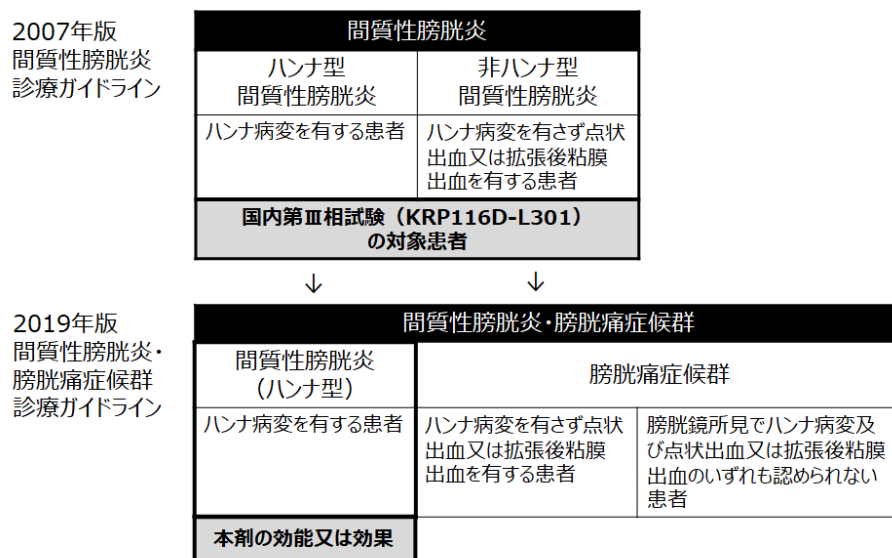 2007年版
間質性膀胱炎
診療ガイドライン
間質性膀胱炎
ハンナ型
間質性膀胱炎
非ハンナ型
間質性膀胱炎
ハンナ病変を有する患者
ハンナ病変を有さず点状
出血又は拡張後粘膜
出血を有する患者
国内第Ⅲ相試験（KRP116D-L301）
の対象患者
↓
↓
2019年版
間質性膀胱炎・
膀胱痛症候群
診療ガイドライン
間質性膀胱炎・膀胱痛症候群
間質性膀胱炎
（ハンナ型）
膀胱痛症候群
ハンナ病変を有する患者
ハンナ病変を有さず点状
出血又は拡張後粘膜
出血を有する患者
膀胱鏡所見でハンナ病変及
び点状出血又は拡張後粘膜
出血のいずれも認められない
患者
本剤の効能又は効果